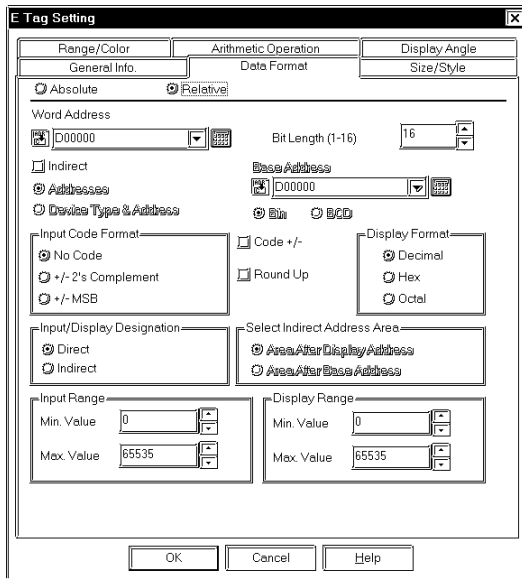 E Tag Setting
Range/Color Arithmetic Operation Display Angle
General Info. Data Format Size/Style
Absolute Relative
Word Address
D00000 Bit Length (1-16) 16
Indirect Base Address
Addresses D00000
Device Type & Address Bin BCD
Input Code Format Code +/- Display Format
No Code Decimal
+/- 2's Complement Round Up Hex
+/- MSB Octal
Input/Display Designation Select Indirect Address Area
Direct Area After Display Address
Indirect Area After Base Address
Input Range Display Range
Min. Value 0 Min. Value 0
Max. Value 65535 Max. Value 65535
OK Cancel Help